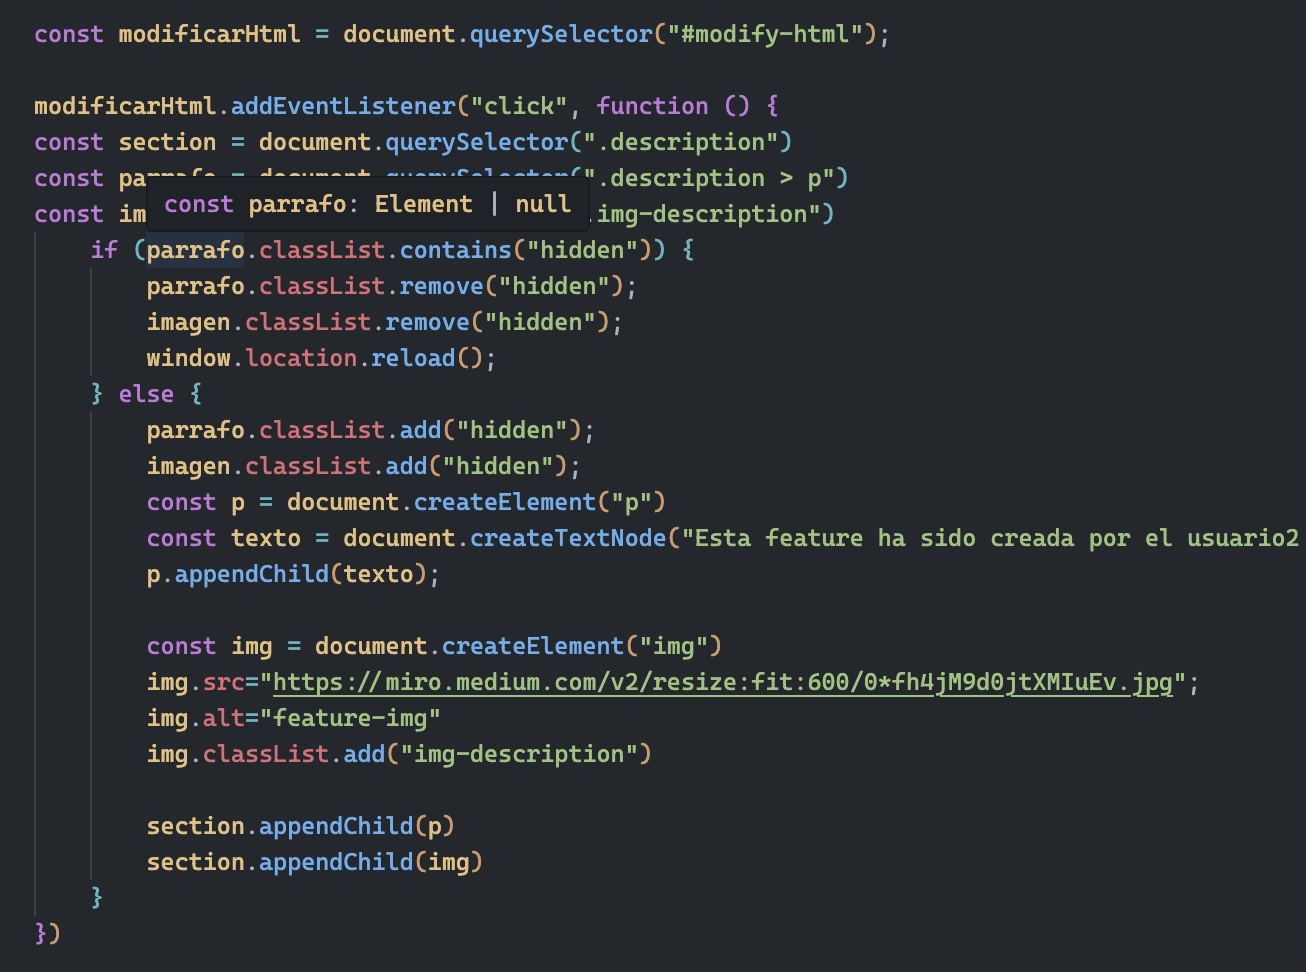 const modificarHtml = document.querySelector("#modify-html");
modificarHtml.addEventListener("click", function () {
const section = document.querySelector(".description")
const parrafo = document.querySelector(".description > p")
const parrafo: Element | null
const im .img-description")
if (parrafo.classList.contains("hidden")) {
parrafo.classList.remove("hidden");
imagen.classList.remove("hidden");
window.location.reload();
} else {
parrafo.classList.add("hidden");
imagen.classList.add("hidden");
const p = document.createElement("p")
const texto = document.createTextNode("Esta feature ha sido creada por el usuario2
p.appendChild(texto);
const img = document.createElement("img")
img.src="https://miro.medium.com/v2/resize:fit:600/0*fh4jM9d0jtXMIuEv.jpg";
img.alt="feature-img"
img.classList.add("img-description")
section.appendChild(p)
section.appendChild(img)
}
})